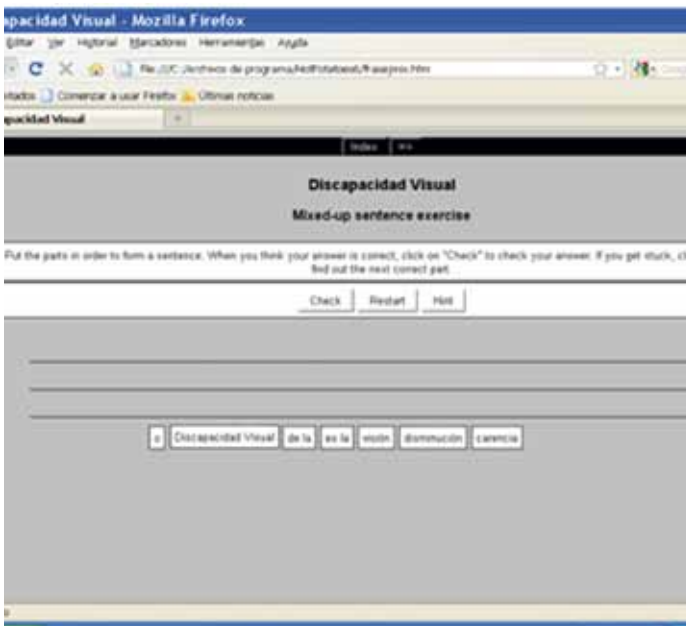 apacidad Visual - Mozilla Firefox
Editar Ver Historial Marcadores Herramientas Ayuda
itados Comenzar a usar Firefox Últimas noticias
apacidad Visual
Index =>
Discapacidad Visual
Mixed-up sentence exercise
Put the parts in order to form a sentence. When you think your answer is correct, click on "Check" to check your answer. If you get stuck, cl
find out the next correct part.
Check Restart Hint
o Discapacidad Visual de la es la visión disminución carencia